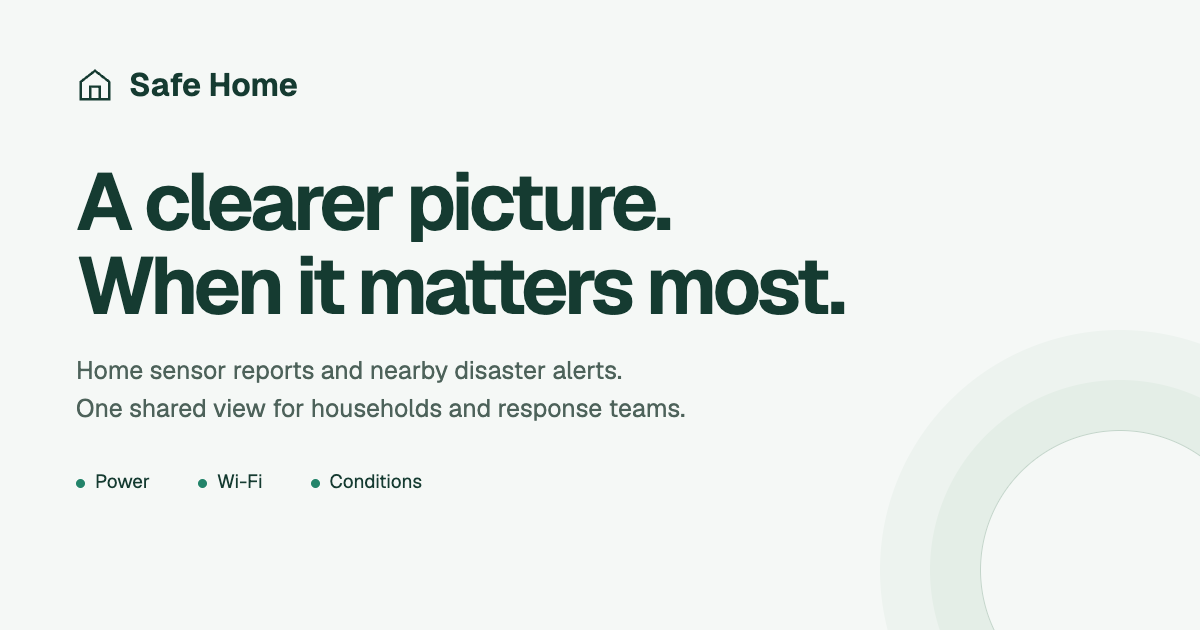 Safe Home
A clearer picture.
When it matters most.
Home sensor reports and nearby disaster alerts.
One shared view for households and response teams.
Power
Wi-Fi
Conditions